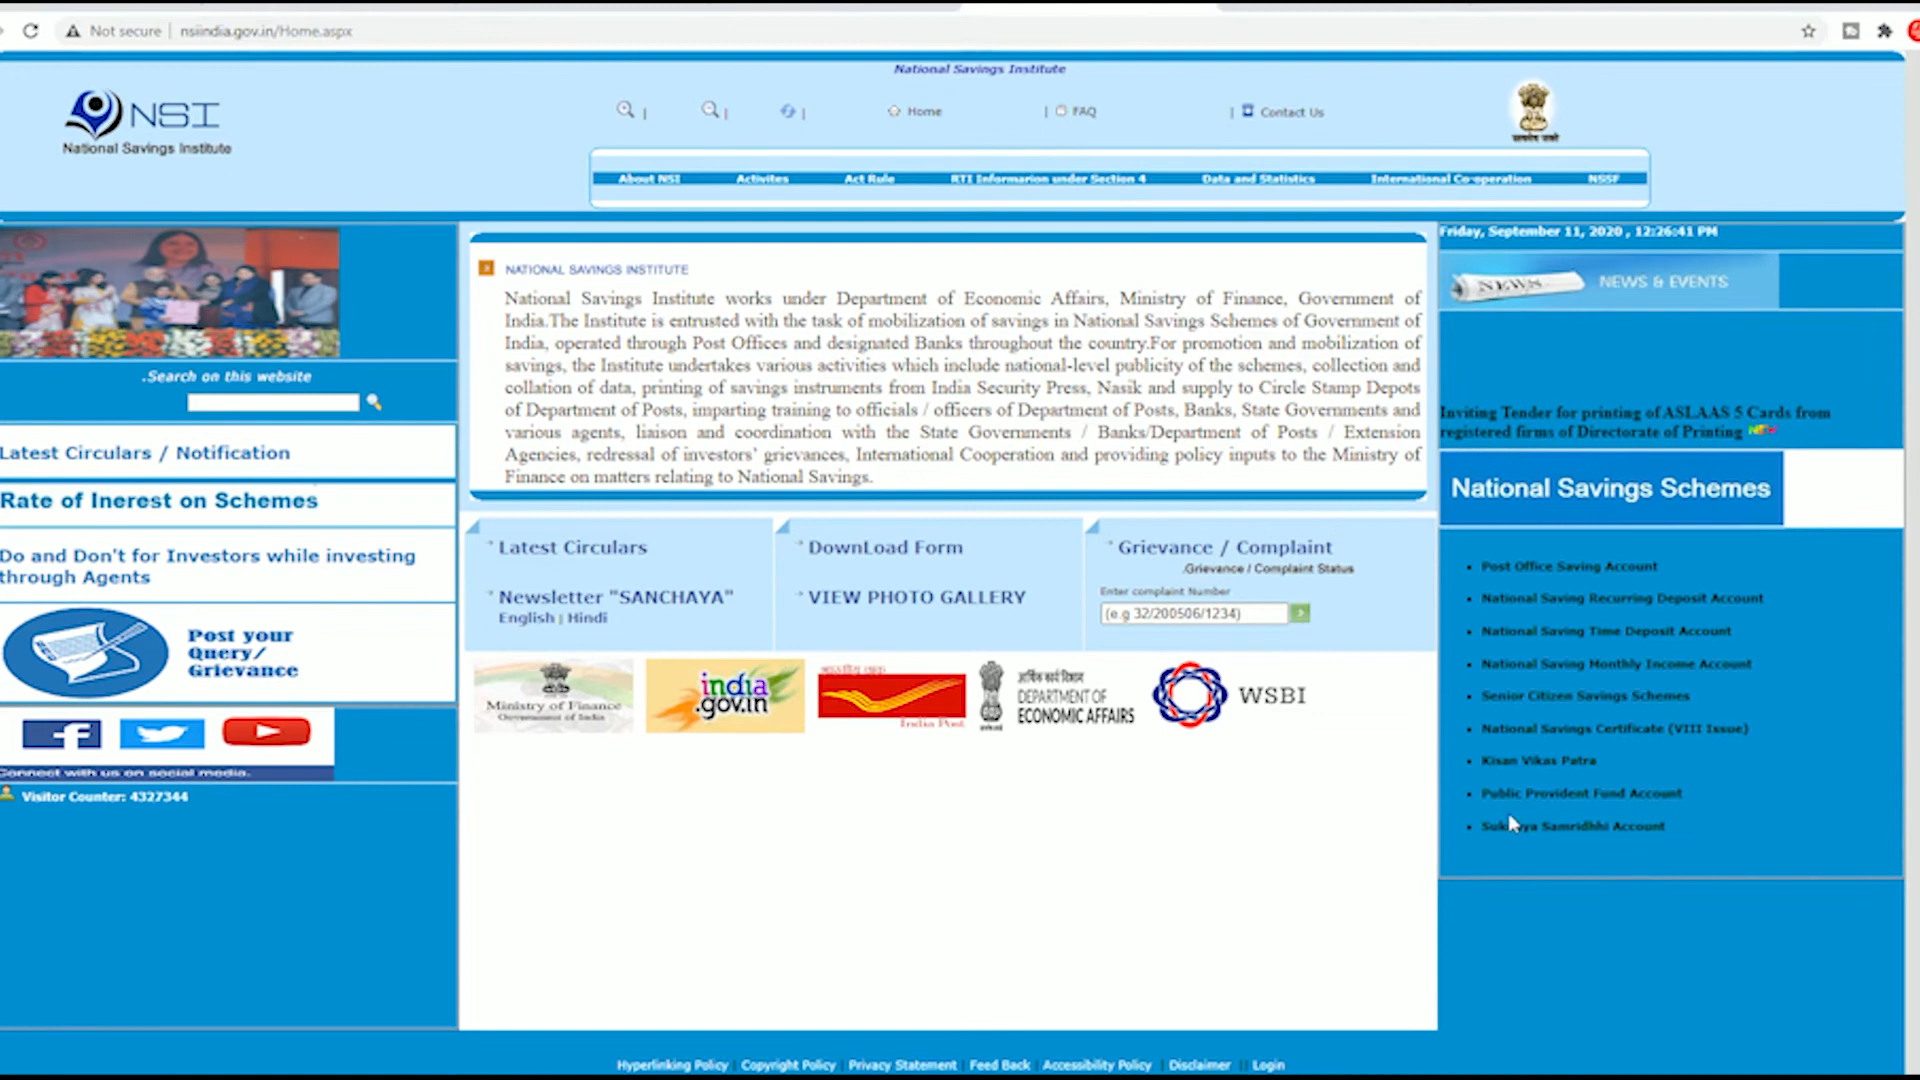 Not secure | nsiindia.gov.in/Home.aspx
National Savings Institute
NSI
National Savings Institute
| | | Home | FAQ | Contact Us
सत्यमेव जयते
About NSI Activites Act Rule RTI Informarion under Section 4 Data and Statistics International Co-operation NSSF
Friday, September 11, 2020 , 12:26:41 PM
NEWS
NEWS & EVENTS
NATIONAL SAVINGS INSTITUTE
National Savings Institute works under Department of Economic Affairs, Ministry of Finance, Government of
India.The Institute is entrusted with the task of mobilization of savings in National Savings Schemes of Government of
India, operated through Post Offices and designated Banks throughout the country.For promotion and mobilization of
savings, the Institute undertakes various activities which include national-level publicity of the schemes, collection and
collation of data, printing of savings instruments from India Security Press, Nasik and supply to Circle Stamp Depots
of Department of Posts, imparting training to officials / officers of Department of Posts, Banks, State Governments and
various agents, liaison and coordination with the State Governments / Banks/Department of Posts / Extension
Agencies, redressal of investors' grievances, International Cooperation and providing policy inputs to the Ministry of
Finance on matters relating to National Savings.
.Search on this website
Latest Circulars / Notification
Rate of Inerest on Schemes
Do and Don't for Investors while investing
through Agents
Post your
Query/
Grievance
Connect with us on social media.
Visitor Counter: 4327344
Latest Circulars
Newsletter "SANCHAYA"
English | Hindi
DownLoad Form
VIEW PHOTO GALLERY
Grievance / Complaint
.Grievance / Complaint Status
Enter complaint Number
(e.g 32/200506/1234)
Ministry of Finance
Government of India
india
.gov.in
भारतीय डाक
India Post
आर्थिक कार्य विभाग
DEPARTMENT OF
ECONOMIC AFFAIRS
WSBI
Inviting Tender for printing of ASLAAS 5 Cards from
registered firms of Directorate of Printing NEW
National Savings Schemes
Post Office Saving Account
National Saving Recurring Deposit Account
National Saving Time Deposit Account
National Saving Monthly Income Account
Senior Citizen Savings Schemes
National Savings Certificate (VIII Issue)
Kisan Vikas Patra
Public Provident Fund Account
Samridhhi Account
Hyperlinking Policy | Copyright Policy | Privacy Statement | Feed Back | Accessibility Policy | Disclaimer | | Login